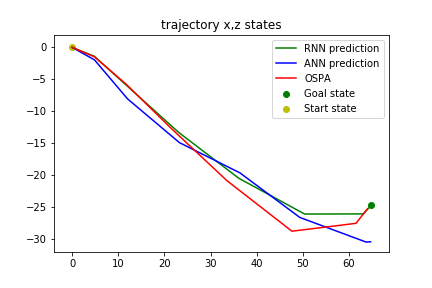 trajectory x,z states
RNN prediction
ANN prediction
OSPA
Goal state
Start state
0
−5
−10
−15
−20
−25
−30
0 10 20 30 40 50 60